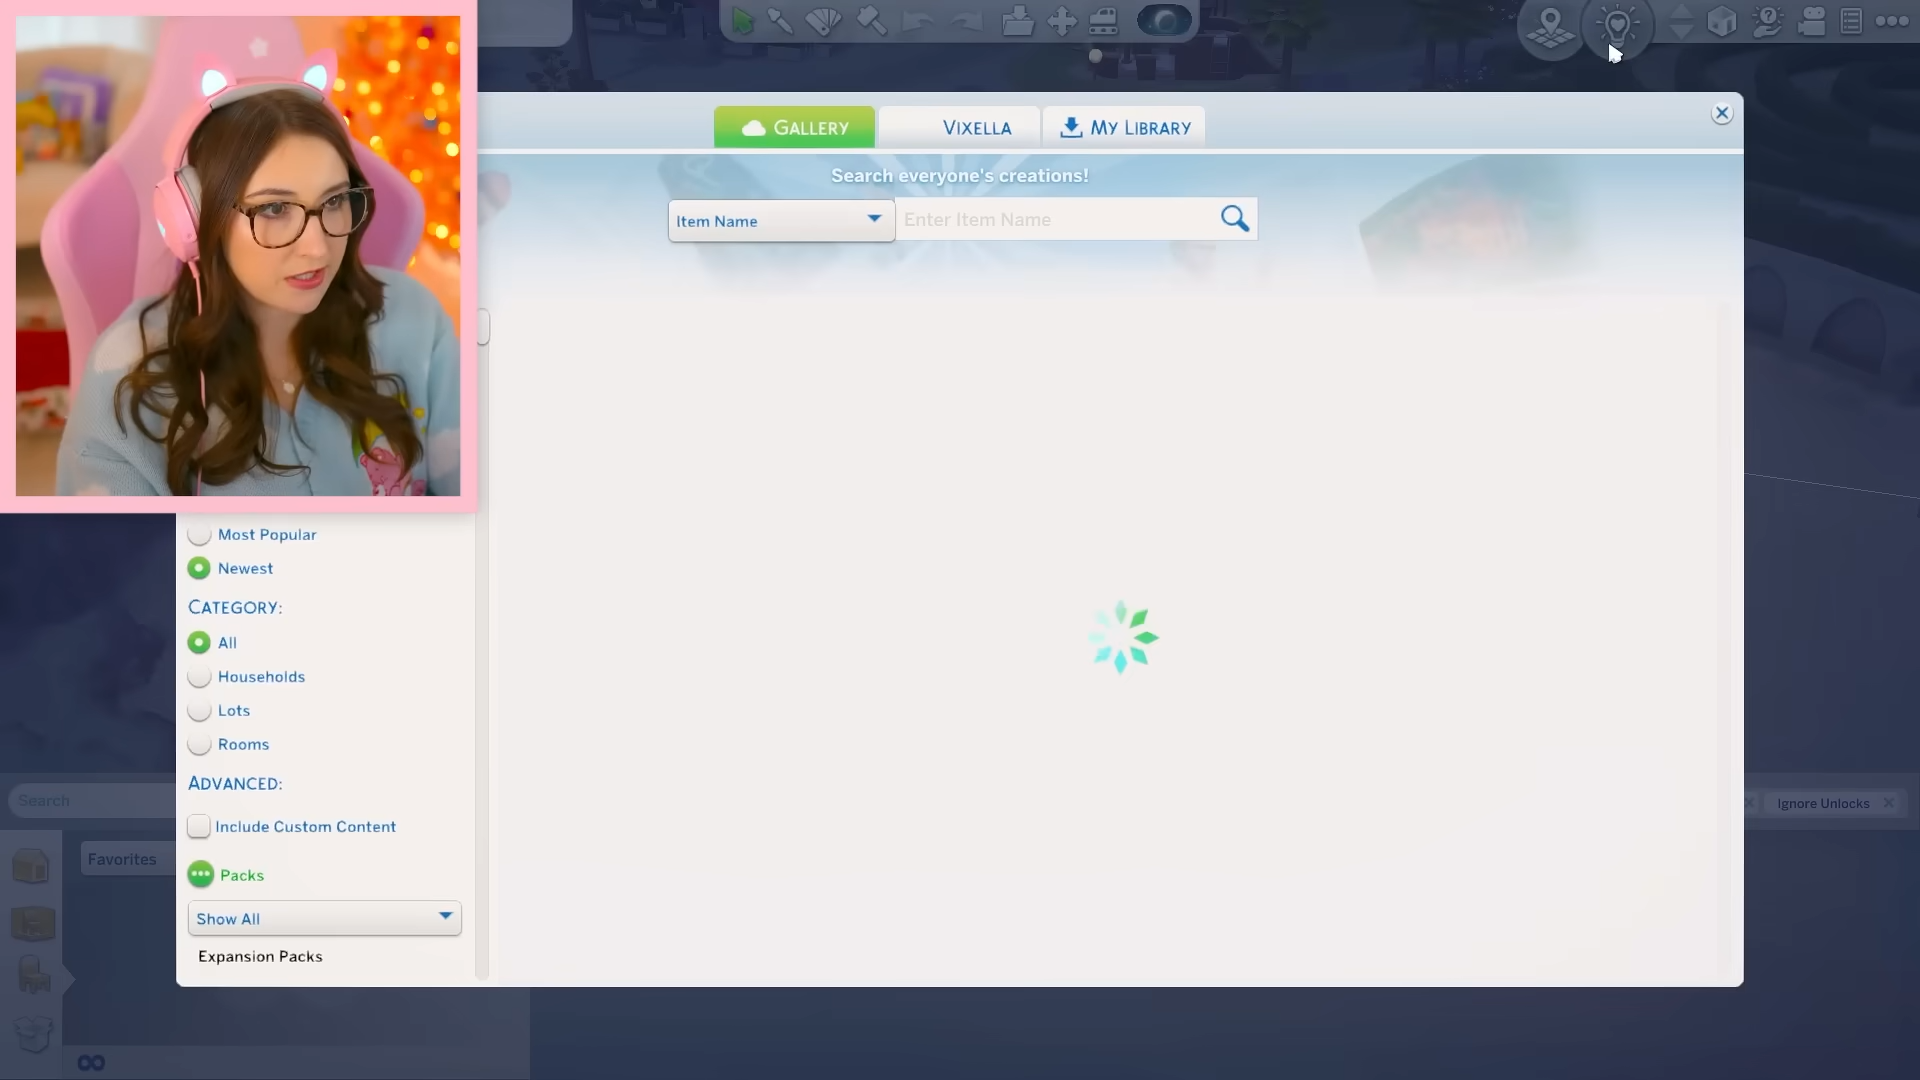 GALLERY
VIXELLA
MY LIBRARY
Search everyone's creations!
Item Name
Enter Item Name
Most Popular
Newest
CATEGORY:
All
Households
Lots
Rooms
ADVANCED:
Include Custom Content
Packs
Show All
Expansion Packs
Search
Favorites
Ignore Unlocks